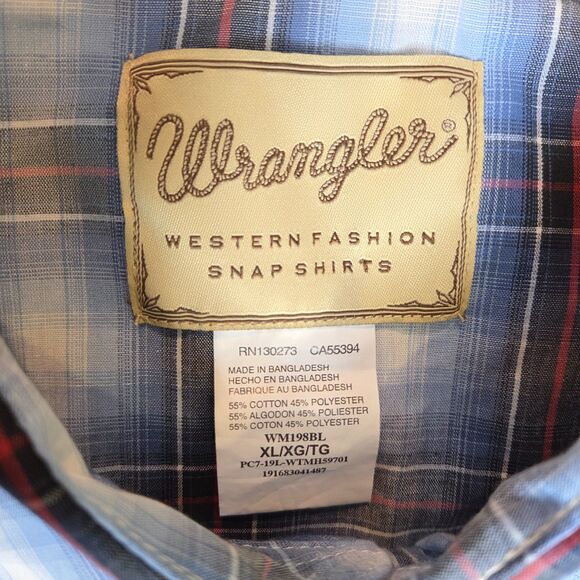 Wrangler®
WESTERN FASHION
SNAP SHIRTS
RN130273 CA55394
MADE IN BANGLADESH
HECHO EN BANGLADESH
FABRIQUE AU BANGLADESH
55% COTTON 45% POLYESTER
55% ALGODON 45% POLIESTER
55% COTON 45% POLYESTER
WM198BL
XL/XG/TG
PC7-19L-WTMH59701
191683041487